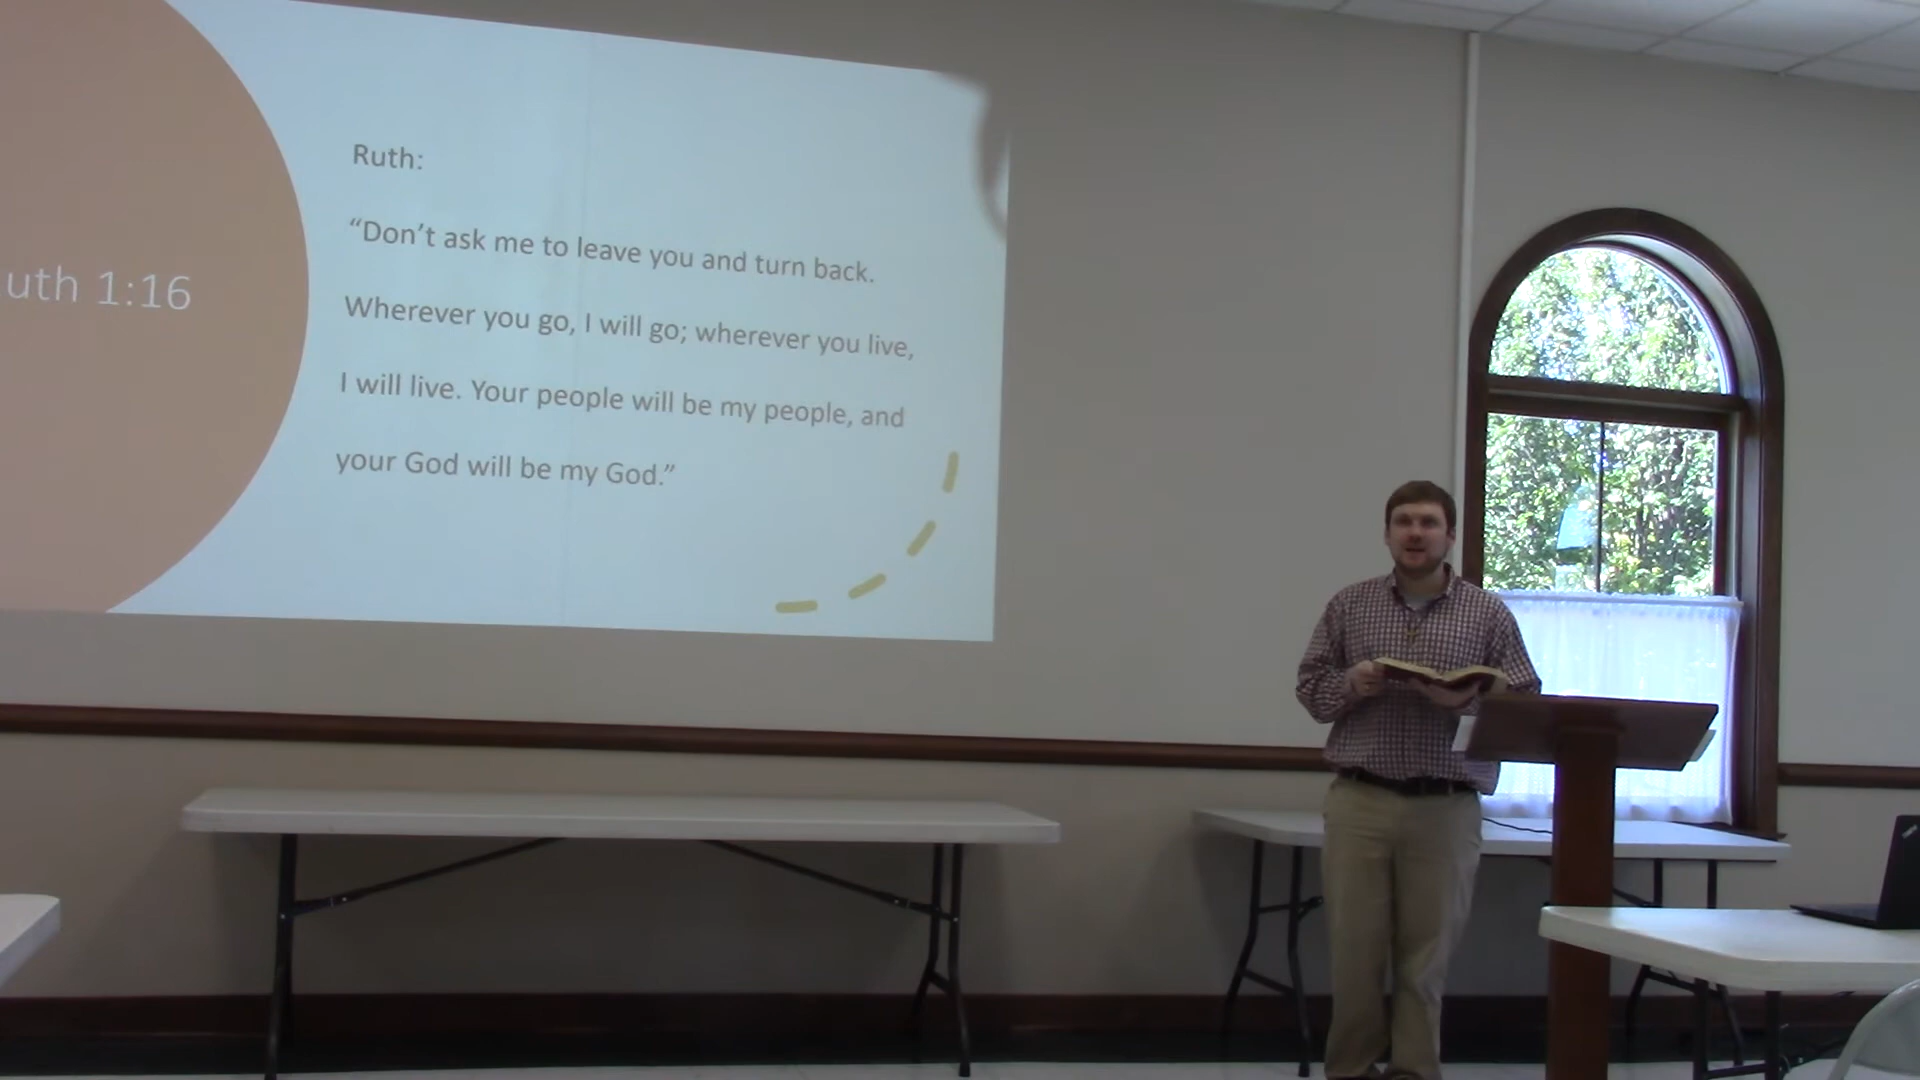 uth 1:16
Ruth:
“Don’t ask me to leave you and turn back.
Wherever you go, I will go; wherever you live,
I will live. Your people will be my people, and
your God will be my God.”